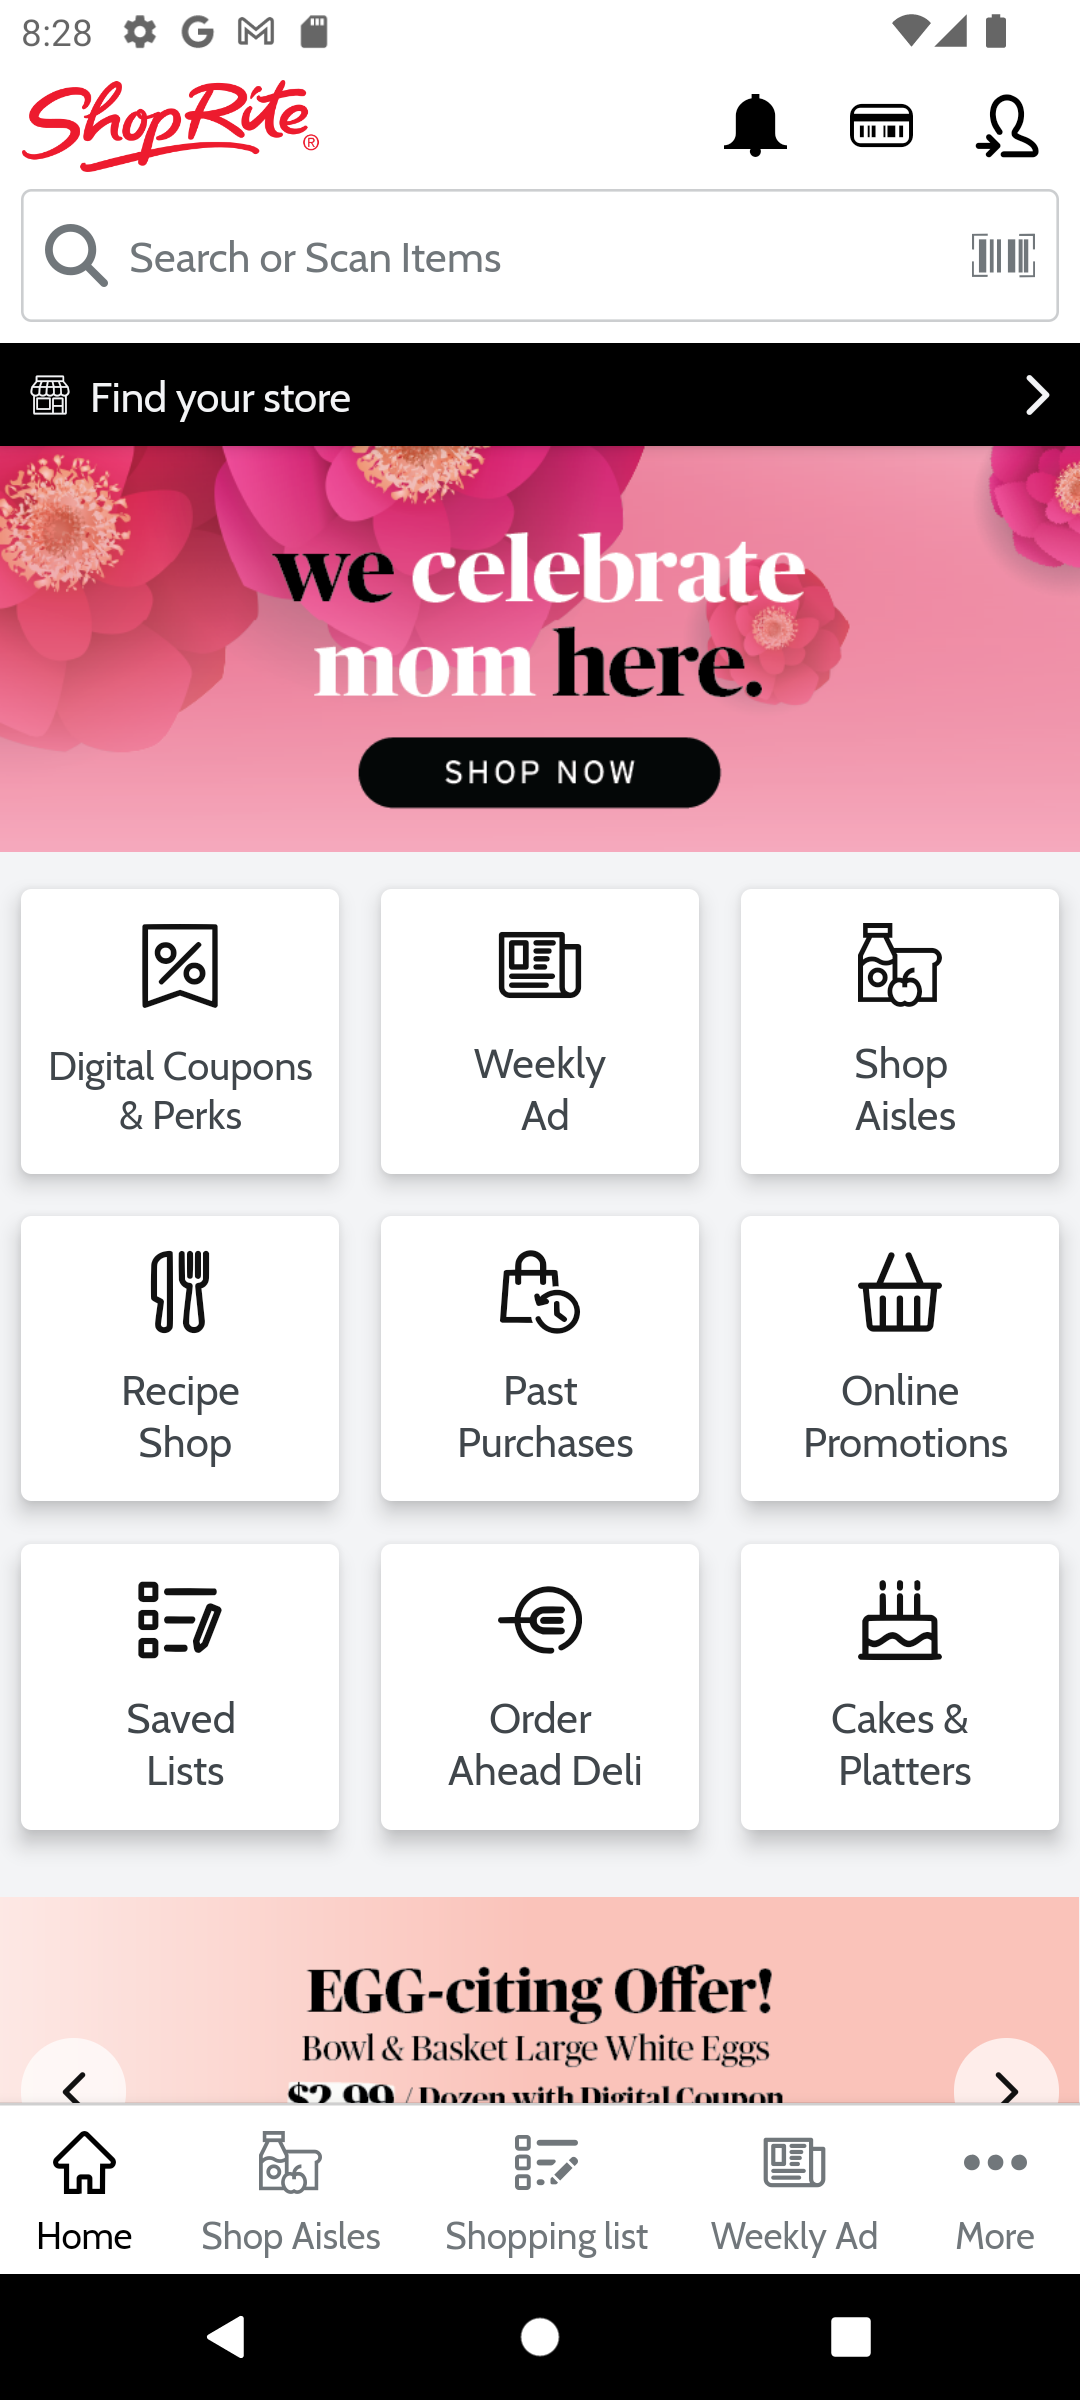 8:28
ShopRite®
Search or Scan Items
Find your store
we celebrate
mom here.
SHOP NOW
Digital Coupons
& Perks
Weekly
Ad
Shop
Aisles
Recipe
Shop
Past
Purchases
Online
Promotions
Saved
Lists
Order
Ahead Deli
Cakes &
Platters
EGG-citing Offer!
Bowl & Basket Large White Eggs
$2.99 / Dozen with Digital Coupon
Home
Shop Aisles
Shopping list
Weekly Ad
More